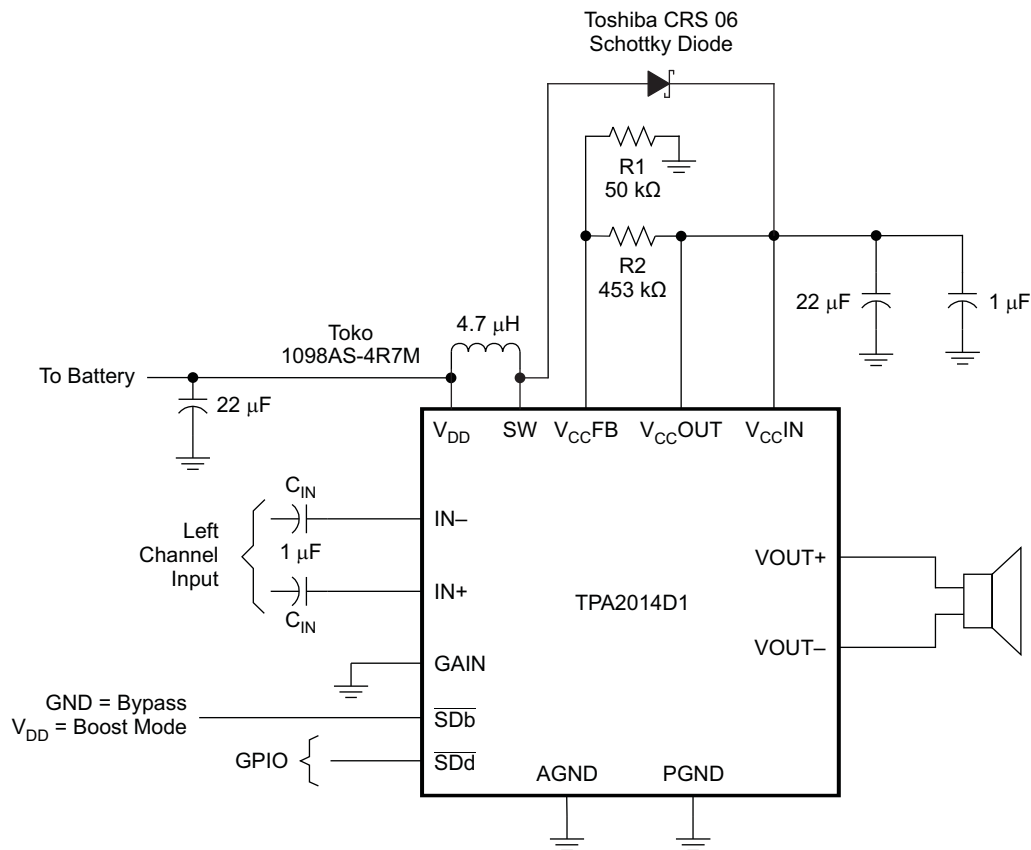 Toshiba CRS 06
Schottky Diode
R1
50 kΩ
R2
453 kΩ
22 μF
1 μF
4.7 μH
Toko
1098AS-4R7M
To Battery
22 μF
VDD
SW
VCCFB
VCCOUT
VCCIN
CIN
IN–
Left
Channel
Input
1 μF
IN+
CIN
VOUT+
TPA2014D1
VOUT–
GAIN
GND = Bypass
VDD = Boost Mode
SDb
GPIO
SDd
AGND
PGND